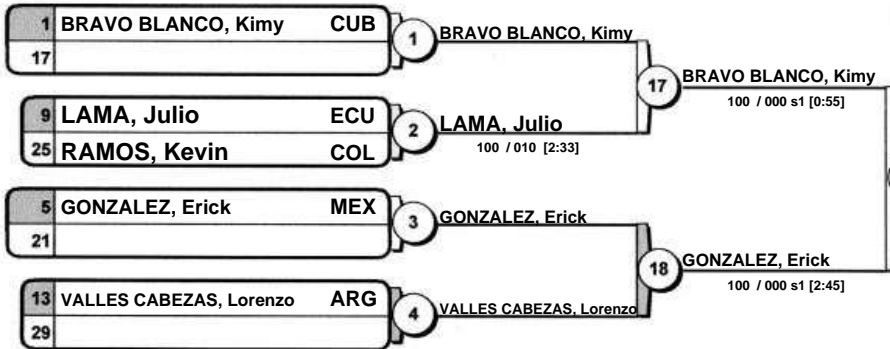 1 BRAVO BLANCO, Kimy CUB
17
1
BRAVO BLANCO, Kimy
9 LAMA, Julio ECU
25 RAMOS, Kevin COL
2
LAMA, Julio
100 / 010 [2:33]
17
BRAVO BLANCO, Kimy
100 / 000 s1 [0:55]
5 GONZALEZ, Erick MEX
21
3
GONZALEZ, Erick
13 VALLES CABEZAS, Lorenzo ARG
29
4
VALLES CABEZAS, Lorenzo
18
GONZALEZ, Erick
100 / 000 s1 [2:45]